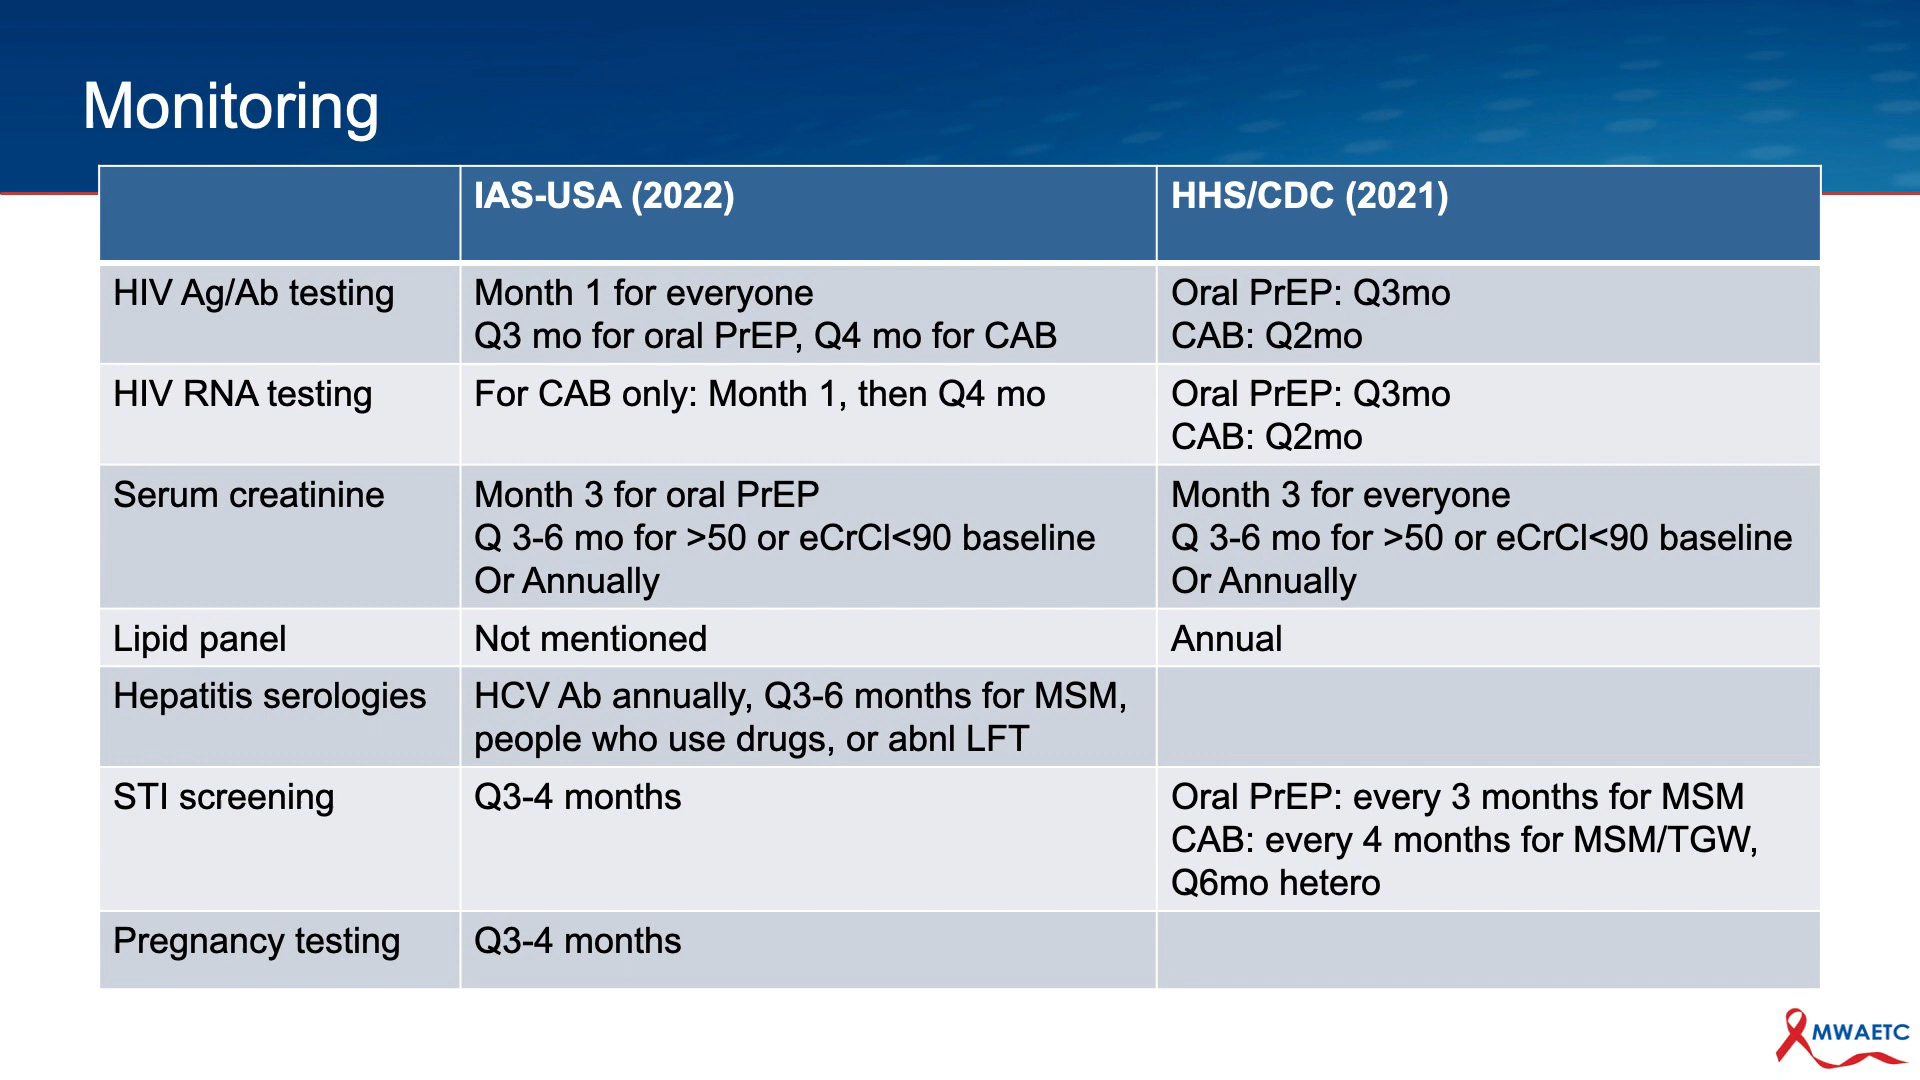 Monitoring
IAS-USA (2022)
HHS/CDC (2021)
HIV Ag/Ab testing
Month 1 for everyone
Q3 mo for oral PrEP, Q4 mo for CAB
Oral PrEP: Q3mo
CAB: Q2mo
HIV RNA testing
For CAB only: Month 1, then Q4 mo
Oral PrEP: Q3mo
CAB: Q2mo
Serum creatinine
Month 3 for oral PrEP
Q 3-6 mo for >50 or eCrCl<90 baseline
Or Annually
Month 3 for everyone
Q 3-6 mo for >50 or eCrCl<90 baseline
Or Annually
Lipid panel
Not mentioned
Annual
Hepatitis serologies
HCV Ab annually, Q3-6 months for MSM,
people who use drugs, or abnl LFT
STI screening
Q3-4 months
Oral PrEP: every 3 months for MSM
CAB: every 4 months for MSM/TGW,
Q6mo hetero
Pregnancy testing
Q3-4 months
MWAETC